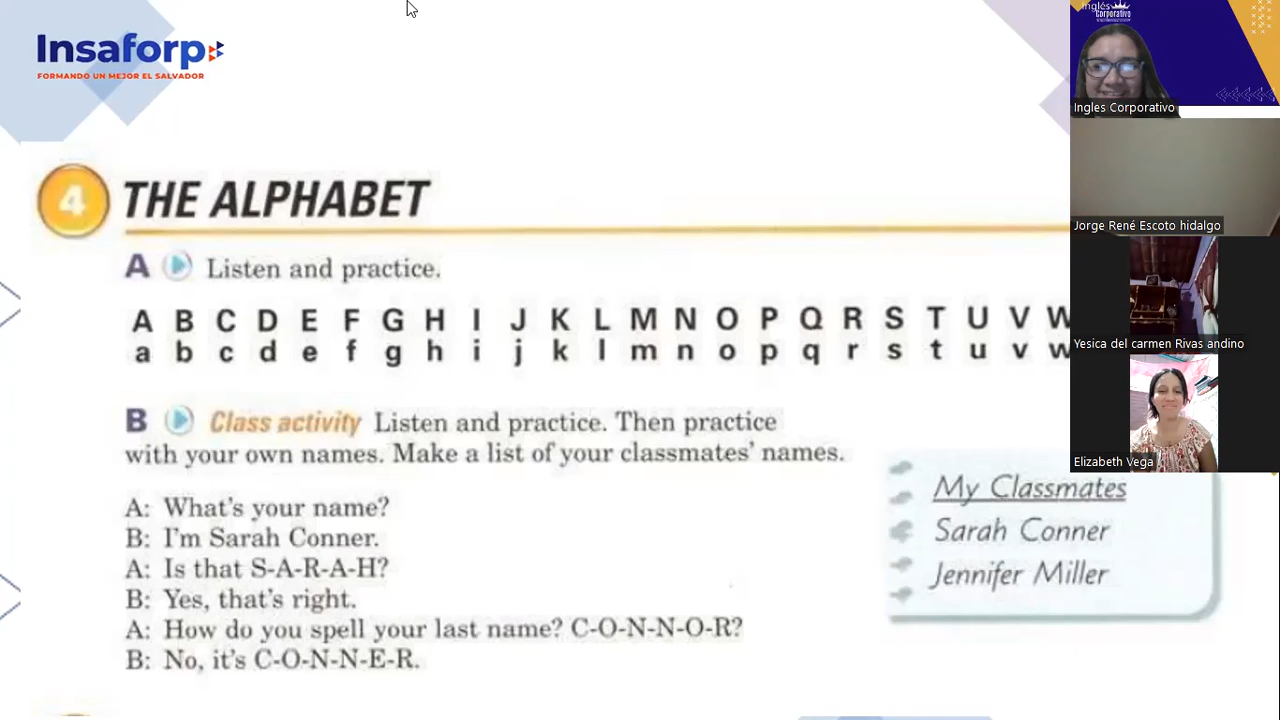 Insaforp
FORMANDO UN MEJOR EL SALVADOR
4 THE ALPHABET
A Listen and practice.
A B C D E F G H I J K L M N O P Q R S T U V W
a b c d e f g h i j k l m n o p q r s t u v w
B Class activity Listen and practice. Then practice
with your own names. Make a list of your classmates' names.
A: What's your name?
B: I'm Sarah Conner.
A: Is that S-A-R-A-H?
B: Yes, that's right.
A: How do you spell your last name? C-O-N-N-O-R?
B: No, it's C-O-N-N-E-R.
My Classmates
Sarah Conner
Jennifer Miller
Inglés
corporativo
Ingles Corporativo
Jorge René Escoto hidalgo
Yesica del carmen Rivas andino
Elizabeth Vega